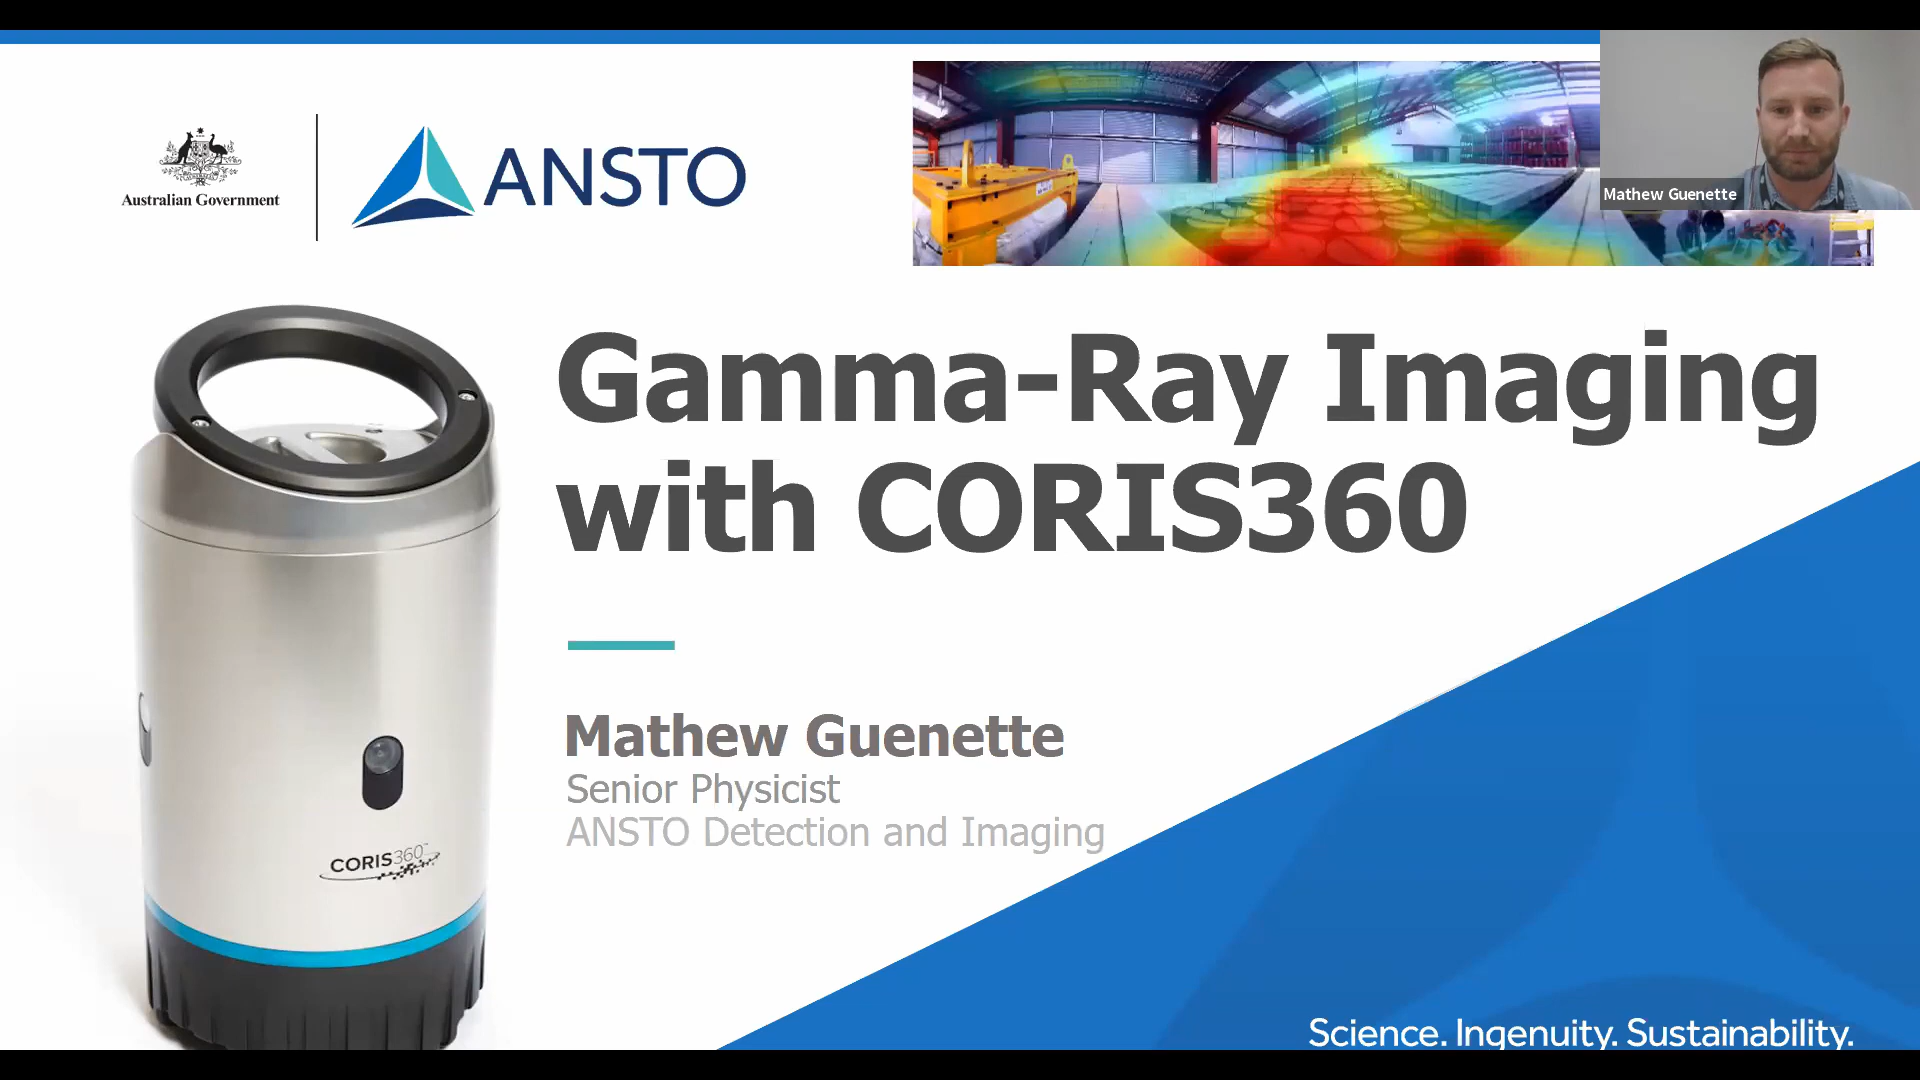 Australian Government
ANSTO
Mathew Guenette
Gamma-Ray Imaging
with CORIS360
Mathew Guenette
Senior Physicist
ANSTO Detection and Imaging
CORIS360™
Science. Ingenuity. Sustainability.